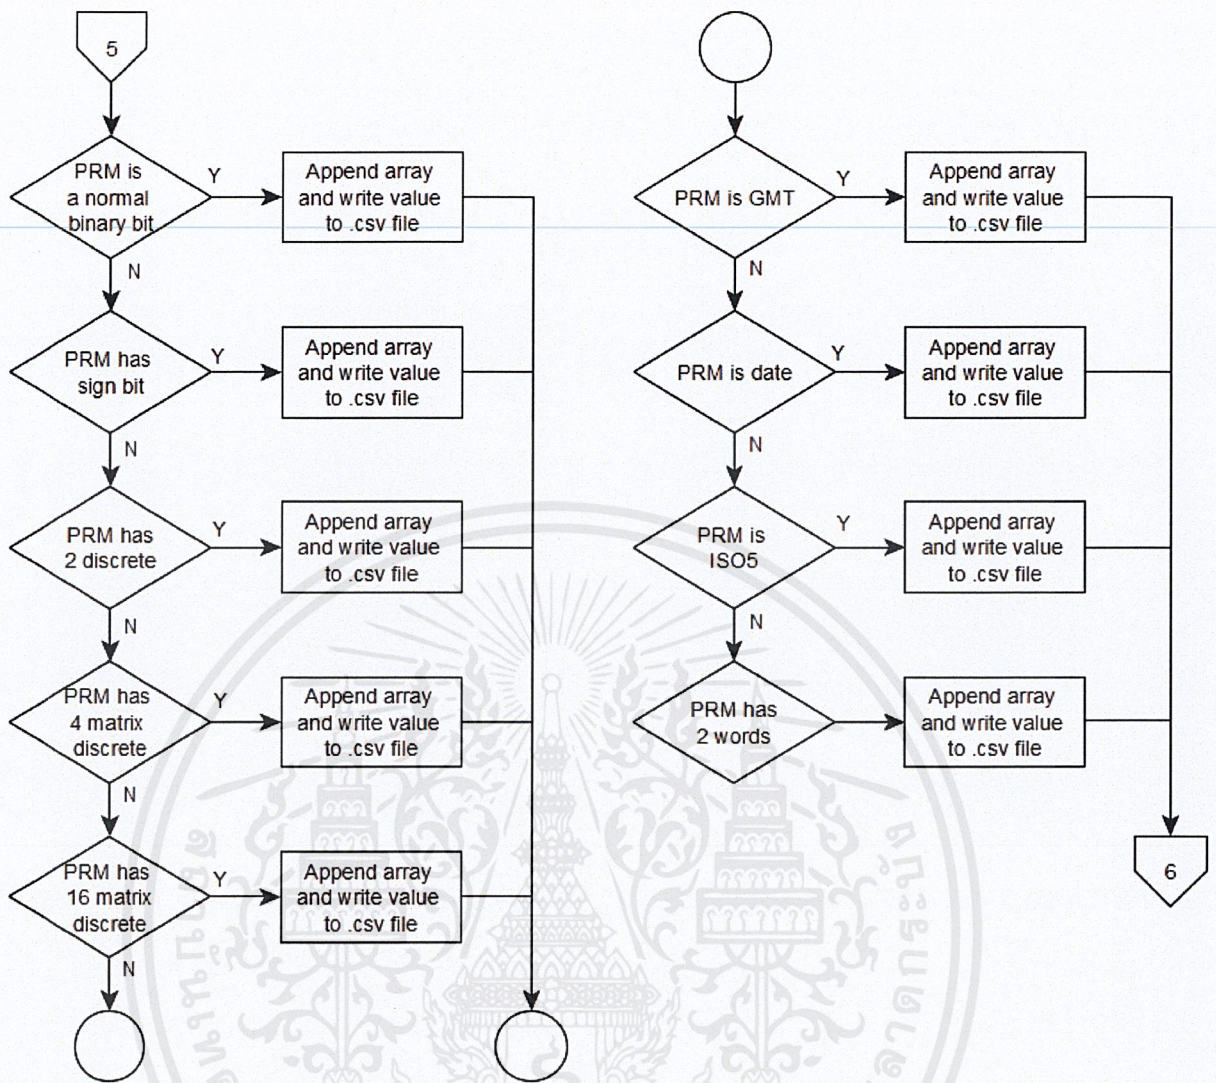 5
PRM is
a normal
binary bit
Y
Append array
and write value
to .csv file
N
PRM has
sign bit
Y
Append array
and write value
to .csv file
N
PRM has
2 discrete
Y
Append array
and write value
to .csv file
N
PRM has
4 matrix
discrete
Y
Append array
and write value
to .csv file
N
PRM has
16 matrix
discrete
Y
Append array
and write value
to .csv file
N
PRM is GMT
Y
Append array
and write value
to .csv file
N
PRM is date
Y
Append array
and write value
to .csv file
N
PRM is
ISO5
Y
Append array
and write value
to .csv file
N
PRM has
2 words
Append array
and write value
to .csv file
6